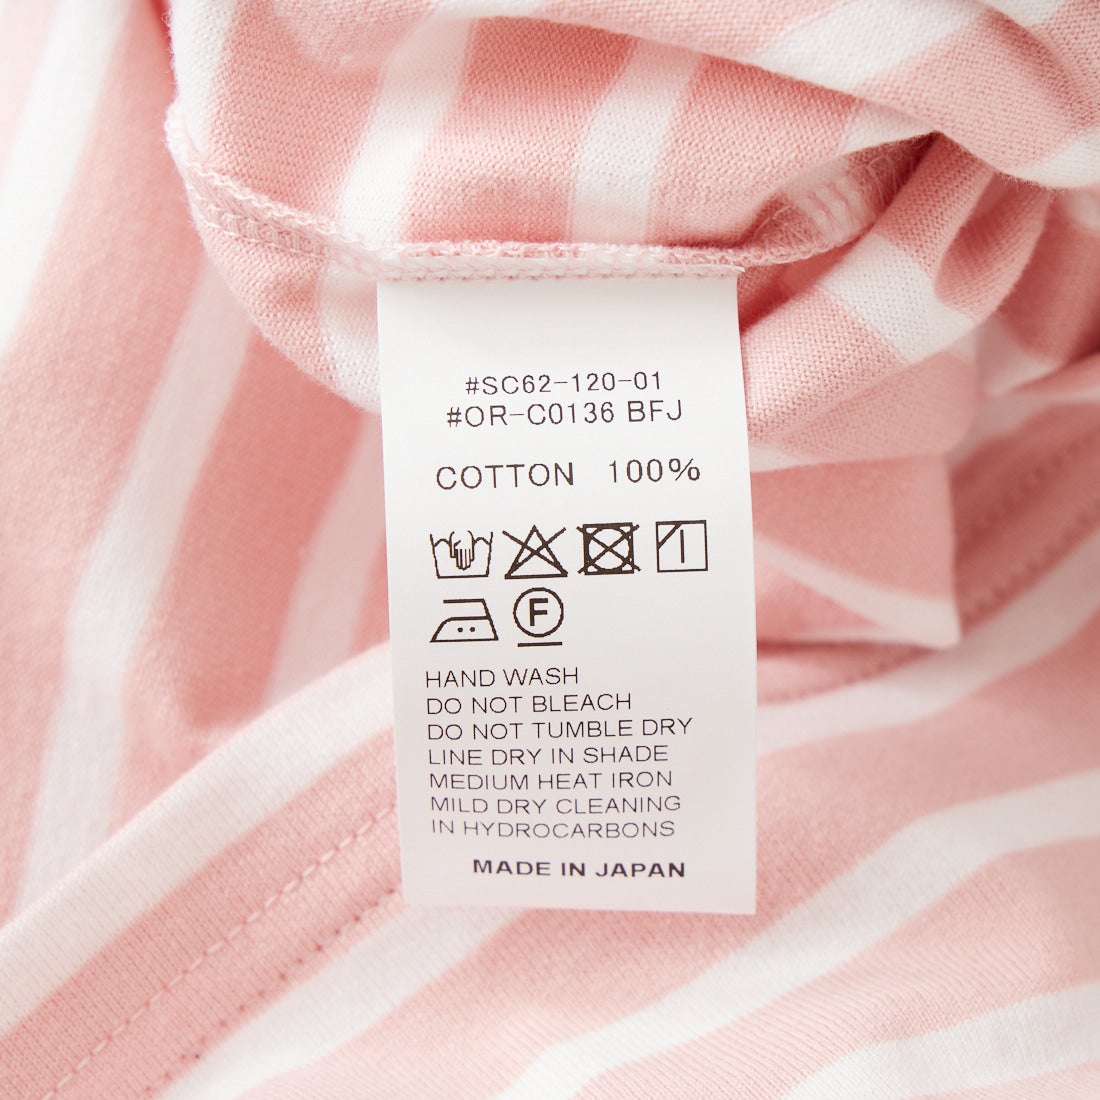 #SC62-120-01
#OR-C0136 BFJ
COTTON 100%
F
HAND WASH
DO NOT BLEACH
DO NOT TUMBLE DRY
LINE DRY IN SHADE
MEDIUM HEAT IRON
MILD DRY CLEANING
IN HYDROCARBONS
MADE IN JAPAN